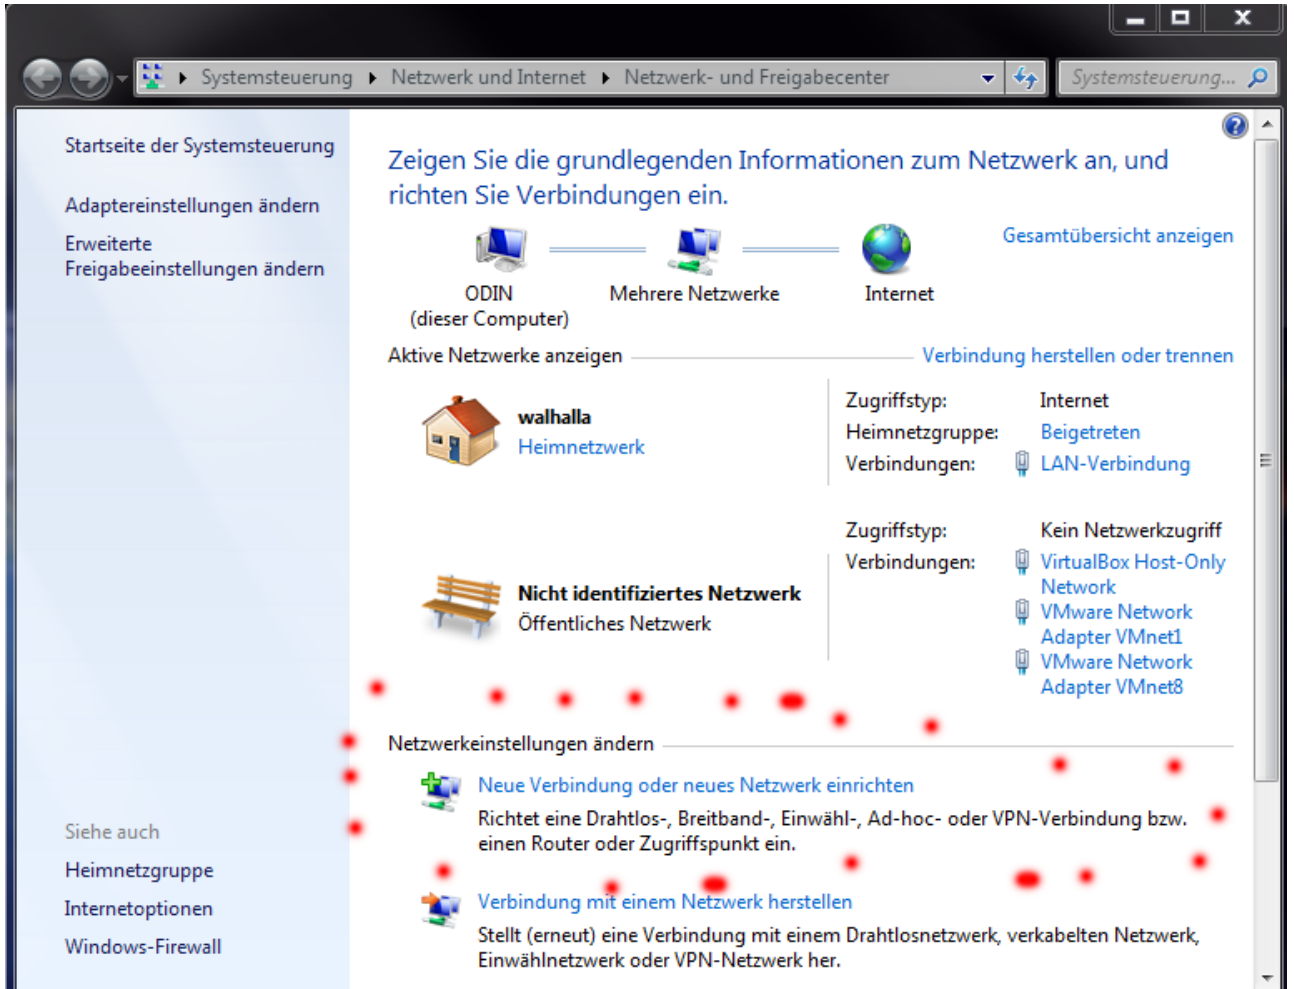 Systemsteuerung ▸ Netzwerk und Internet ▸ Netzwerk- und Freigabecenter
Systemsteuerung...
Startseite der Systemsteuerung
Adaptereinstellungen ändern
Erweiterte
Freigabeeinstellungen ändern
Siehe auch
Heimnetzgruppe
Internetoptionen
Windows-Firewall
Zeigen Sie die grundlegenden Informationen zum Netzwerk an, und
richten Sie Verbindungen ein.
Gesamtübersicht anzeigen
ODIN
(dieser Computer)
Mehrere Netzwerke
Internet
Aktive Netzwerke anzeigen
Verbindung herstellen oder trennen
walhalla
Heimnetzwerk
Zugriffstyp: Internet
Heimnetzgruppe: Beigetreten
Verbindungen: LAN-Verbindung
Nicht identifiziertes Netzwerk
Öffentliches Netzwerk
Zugriffstyp: Kein Netzwerkzugriff
Verbindungen: VirtualBox Host-Only
Network
VMware Network
Adapter VMnet1
VMware Network
Adapter VMnet8
Netzwerkeinstellungen ändern
Neue Verbindung oder neues Netzwerk einrichten
Richtet eine Drahtlos-, Breitband-, Einwähl-, Ad-hoc- oder VPN-Verbindung bzw.
einen Router oder Zugriffspunkt ein.
Verbindung mit einem Netzwerk herstellen
Stellt (erneut) eine Verbindung mit einem Drahtlosnetzwerk, verkabelten Netzwerk,
Einwählnetzwerk oder VPN-Netzwerk her.